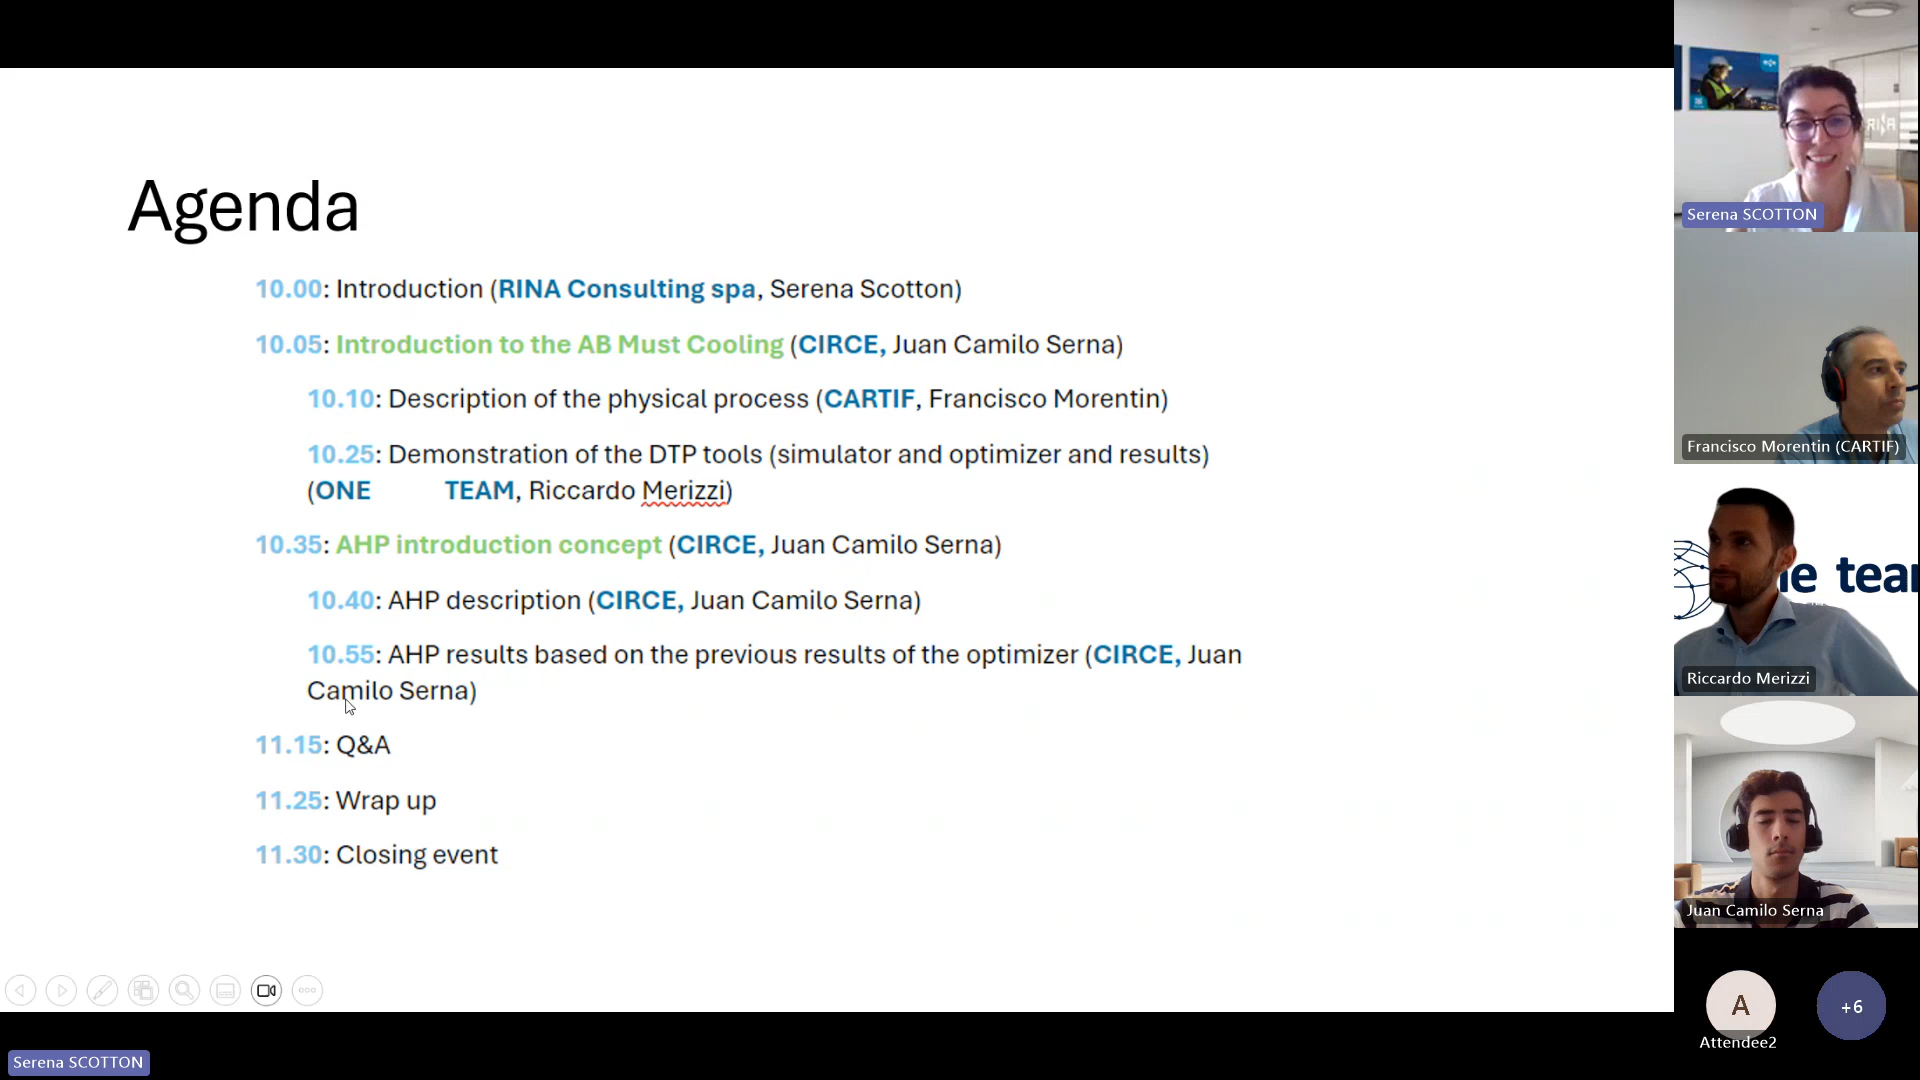 Agenda
10.00: Introduction (RINA Consulting spa, Serena Scotton)
10.05: Introduction to the AB Must Cooling (CIRCE, Juan Camilo Serna)
10.10: Description of the physical process (CARTIF, Francisco Morentin)
10.25: Demonstration of the DTP tools (simulator and optimizer and results)
(ONE TEAM, Riccardo Merizzi)
10.35: AHP introduction concept (CIRCE, Juan Camilo Serna)
10.40: AHP description (CIRCE, Juan Camilo Serna)
10.55: AHP results based on the previous results of the optimizer (CIRCE, Juan
Camilo Serna)
11.15: Q&A
11.25: Wrap up
11.30: Closing event
Serena SCOTTON
RINA
Serena SCOTTON
Francisco Morentin (CARTIF)
Riccardo Merizzi
Juan Camilo Serna
A
Attendee2
+6